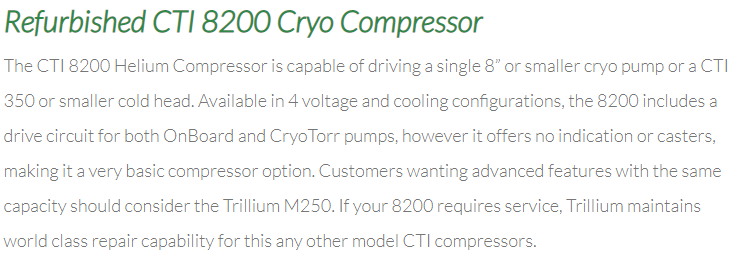 Refurbished CTI 8200 Cryo Compressor
The CTI 8200 Helium Compressor is capable of driving a single 8” or smaller cryo pump or a CTI
350 or smaller cold head. Available in 4 voltage and cooling configurations, the 8200 includes a
drive circuit for both OnBoard and CryoTorr pumps, however it offers no indication or casters,
making it a very basic compressor option. Customers wanting advanced features with the same
capacity should consider the Trillium M250. If your 8200 requires service, Trillium maintains
world class repair capability for this any other model CTI compressors.